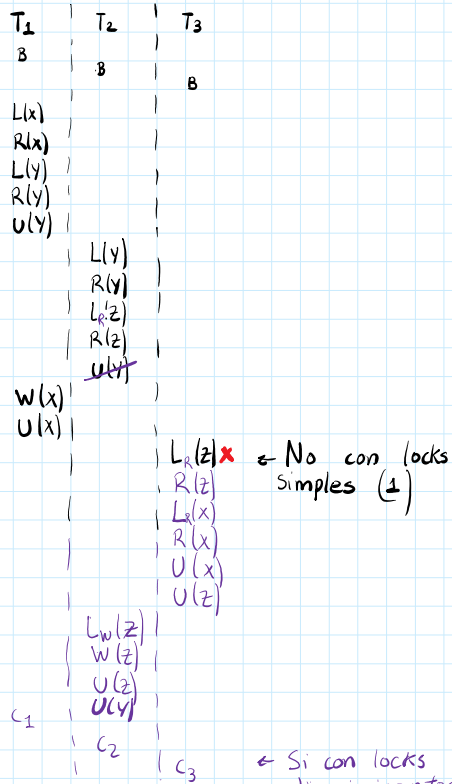 T1 T2 T3
B
B
B
L(x)
R(x)
L(y)
R(y)
U(y)
L(y)
R(y)
LR(z)
R(z)
U(y)
W(x)
U(x)
LR(z) x ← No con locks
R(z) simples (1)
LR(x)
R(x)
U(x)
U(z)
LW(z)
W(z)
U(z)
U(y)
C1
C2
C3 ← Si con locks